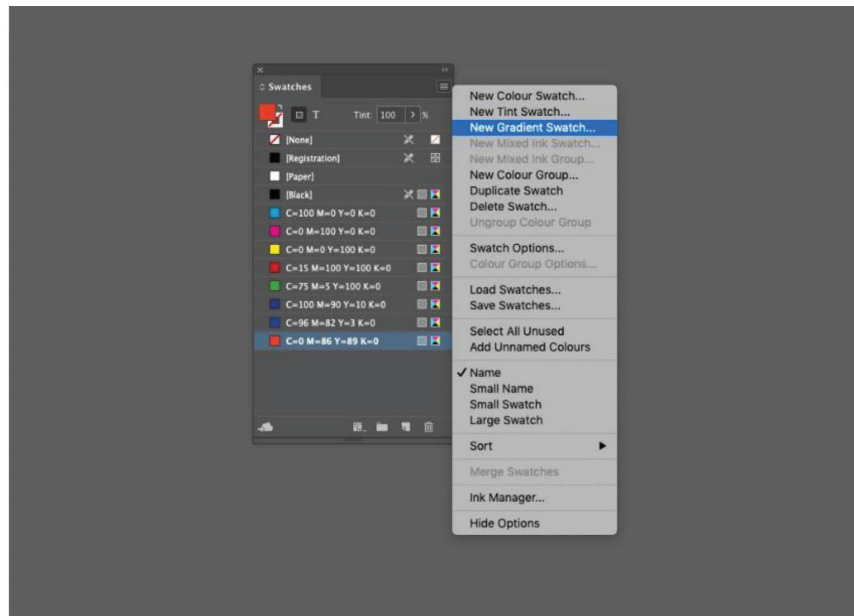 Swatches
T Tint: 100 > %
[None]
[Registration]
[Paper]
[Black]
C=100 M=0 Y=0 K=0
C=0 M=100 Y=0 K=0
C=0 M=0 Y=100 K=0
C=15 M=100 Y=100 K=0
C=75 M=5 Y=100 K=0
C=100 M=90 Y=10 K=0
C=96 M=82 Y=3 K=0
C=0 M=86 Y=89 K=0
New Colour Swatch...
New Tint Swatch...
New Gradient Swatch...
New Mixed Ink Swatch...
New Mixed Ink Group...
New Colour Group...
Duplicate Swatch
Delete Swatch...
Ungroup Colour Group
Swatch Options...
Colour Group Options...
Load Swatches...
Save Swatches...
Select All Unused
Add Unnamed Colours
Name
Small Name
Small Swatch
Large Swatch
Sort
Merge Swatches
Ink Manager...
Hide Options